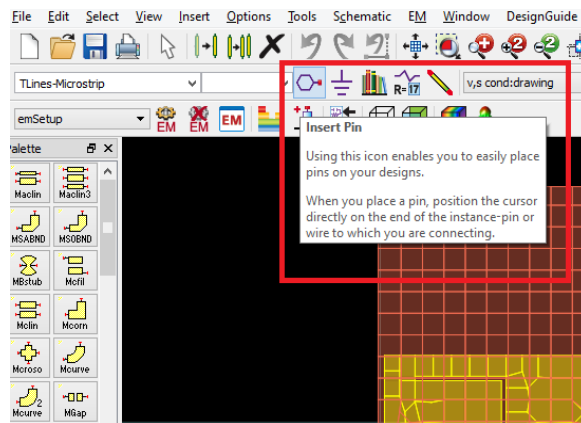 File Edit Select View Insert Options Tools Schematic EM Window DesignGuide
TLines-Microstrip
R=17
v,s cond:drawing
emSetup
EM
EM
EM
Insert Pin
Using this icon enables you to easily place
pins on your designs.
When you place a pin, position the cursor
directly on the end of the instance-pin or
wire to which you are connecting.
alette
Maclin Maclin3
MSABND MSOBND
MBstub Mcfil
Mclin Mcorn
Mcroso Mcurve
Mcurve MGap